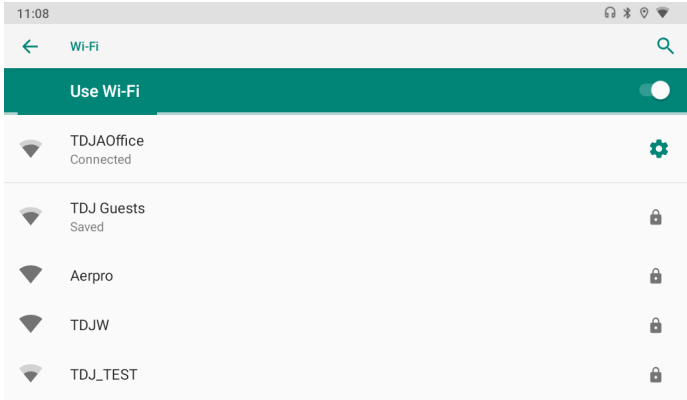 11:08
Wi-Fi
Use Wi-Fi
TDJAOffice
Connected
TDJ Guests
Saved
Aerpro
TDJW
TDJ_TEST